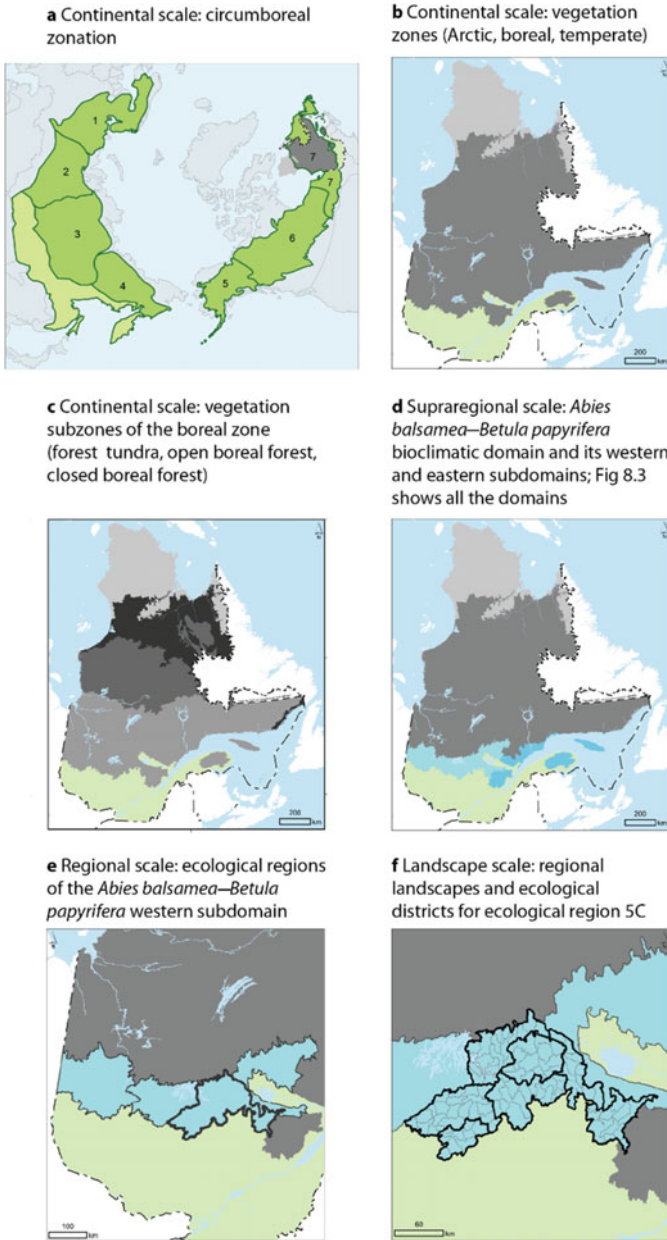 a Continental scale: circumboreal
zonation
b Continental scale: vegetation
zones (Arctic, boreal, temperate)
1
2
3
4
5
6
7
7
200
km
c Continental scale: vegetation
subzones of the boreal zone
(forest tundra, open boreal forest,
closed boreal forest)
d Supraregional scale: Abies
balsamea—Betula papyrifera
bioclimatic domain and its western
and eastern subdomains; Fig 8.3
shows all the domains
200
km
200
km
e Regional scale: ecological regions
of the Abies balsamea—Betula
papyrifera western subdomain
f Landscape scale: regional
landscapes and ecological
districts for ecological region 5C
100
km
60
km